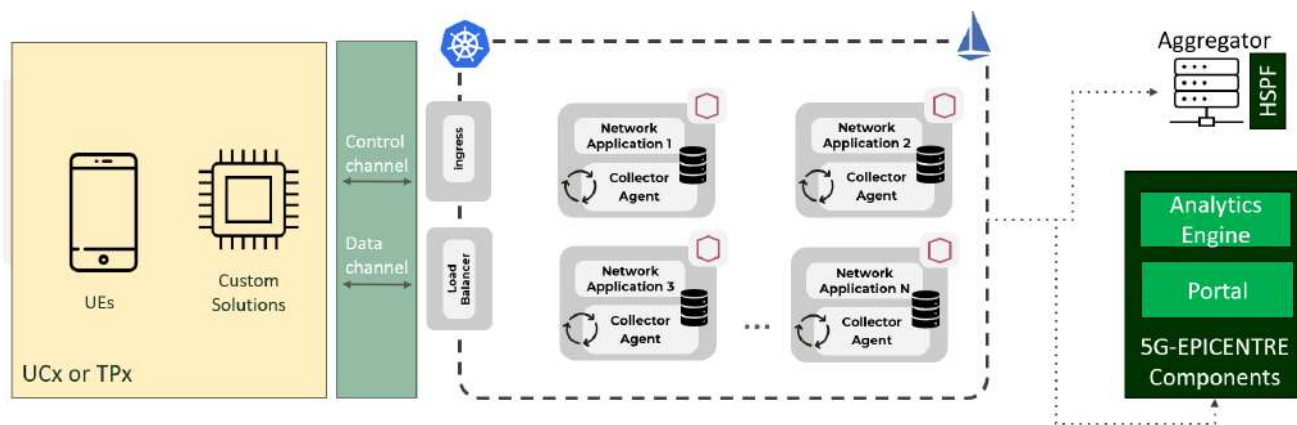 UEs
Custom
Solutions
UCx or TPx
Control
channel
Data
channel
ingress
Load
Balancer
Network
Application 1
Collector
Agent
Network
Application 2
Collector
Agent
Network
Application 3
Collector
Agent
...
Network
Application N
Collector
Agent
Aggregator
HSPF
Analytics
Engine
Portal
5G-EPICENTRE
Components